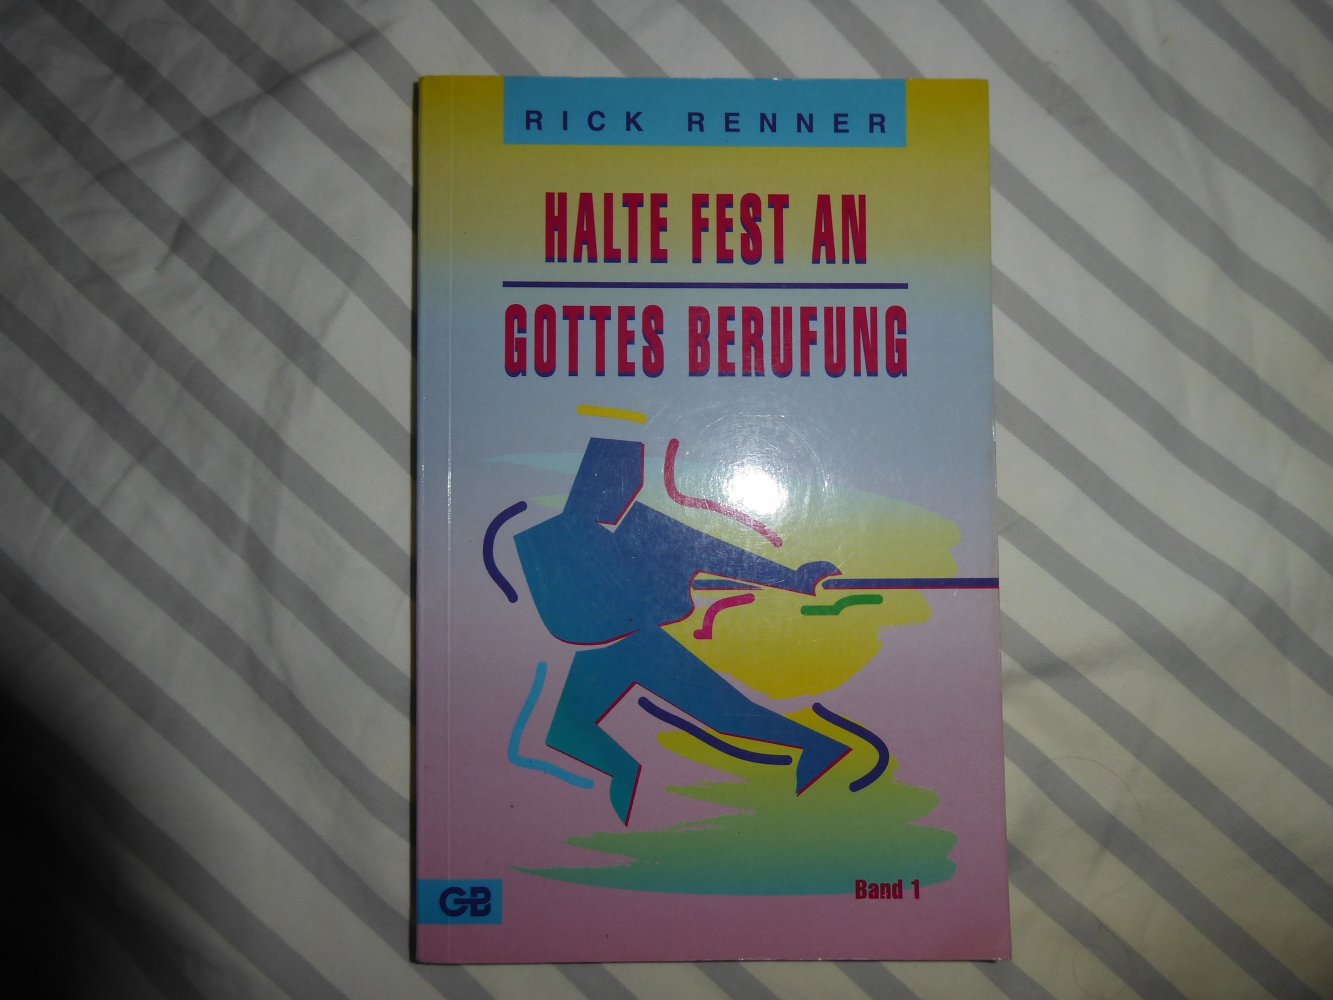 RICK RENNER
HALTE FEST AN
GOTTES BERUFUNG
Band 1
GB